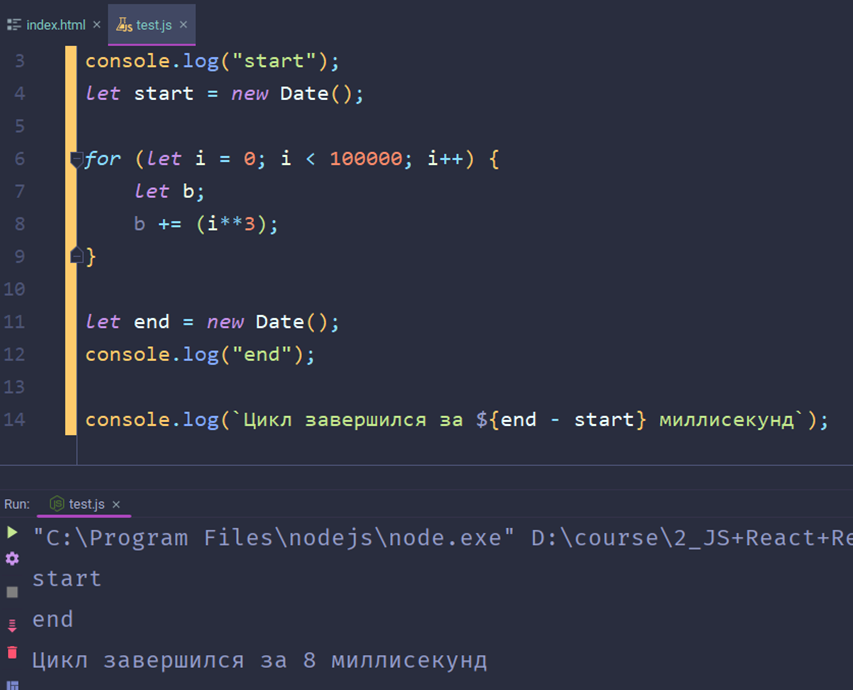 index.html × test.js ×
3 console.log("start");
4 let start = new Date();
5
6 for (let i = 0; i < 100000; i++) {
7 let b;
8 b += (i**3);
9 }
10
11 let end = new Date();
12 console.log("end");
13
14 console.log(`Цикл завершился за ${end - start} миллисекунд`);
Run: test.js ×
"C:\Program Files\nodejs\node.exe" D:\course\2_JS+React+Re
start
end
Цикл завершился за 8 миллисекунд